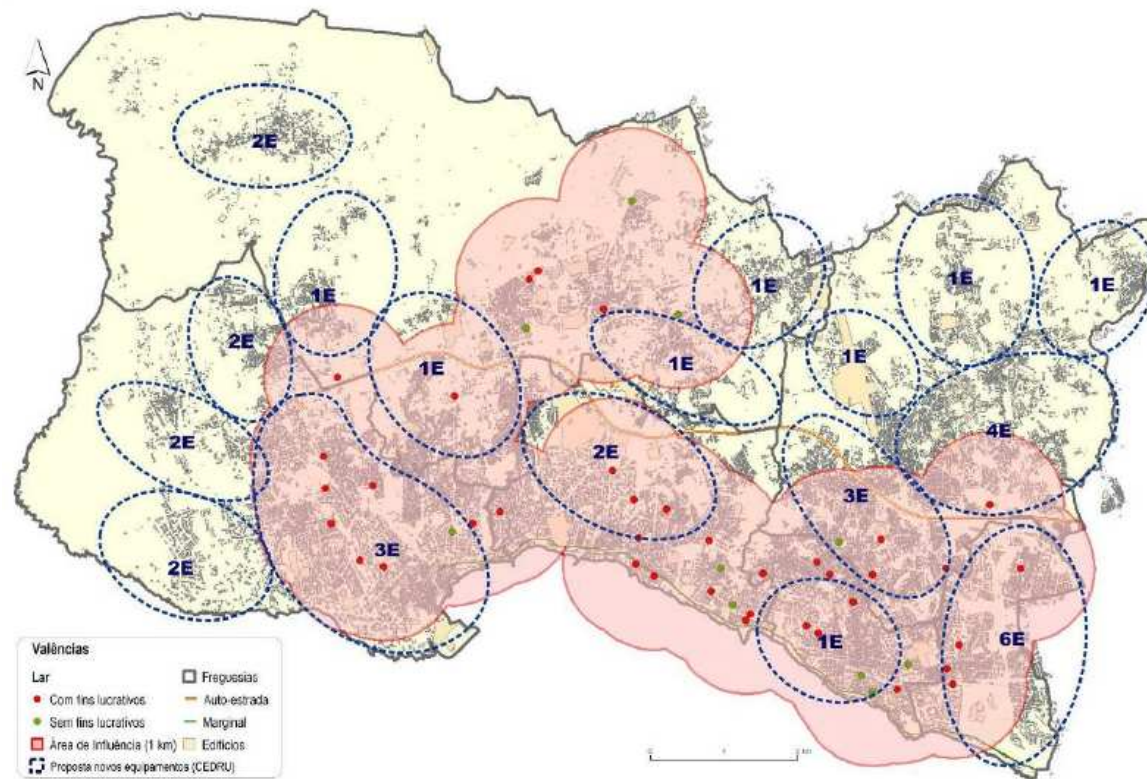 N
2E
1E
1E
1E
1E
2E
1E
1E
1E
2E
2E
4E
3E
3E
2E
1E
6E
Valências
Lar
Com fins lucrativos
Sem fins lucrativos
Área de Influência (1 km)
Proposta novos equipamentos (CEDRU)
Freguesias
Auto-estrada
Marginal
Edifícios
0
1